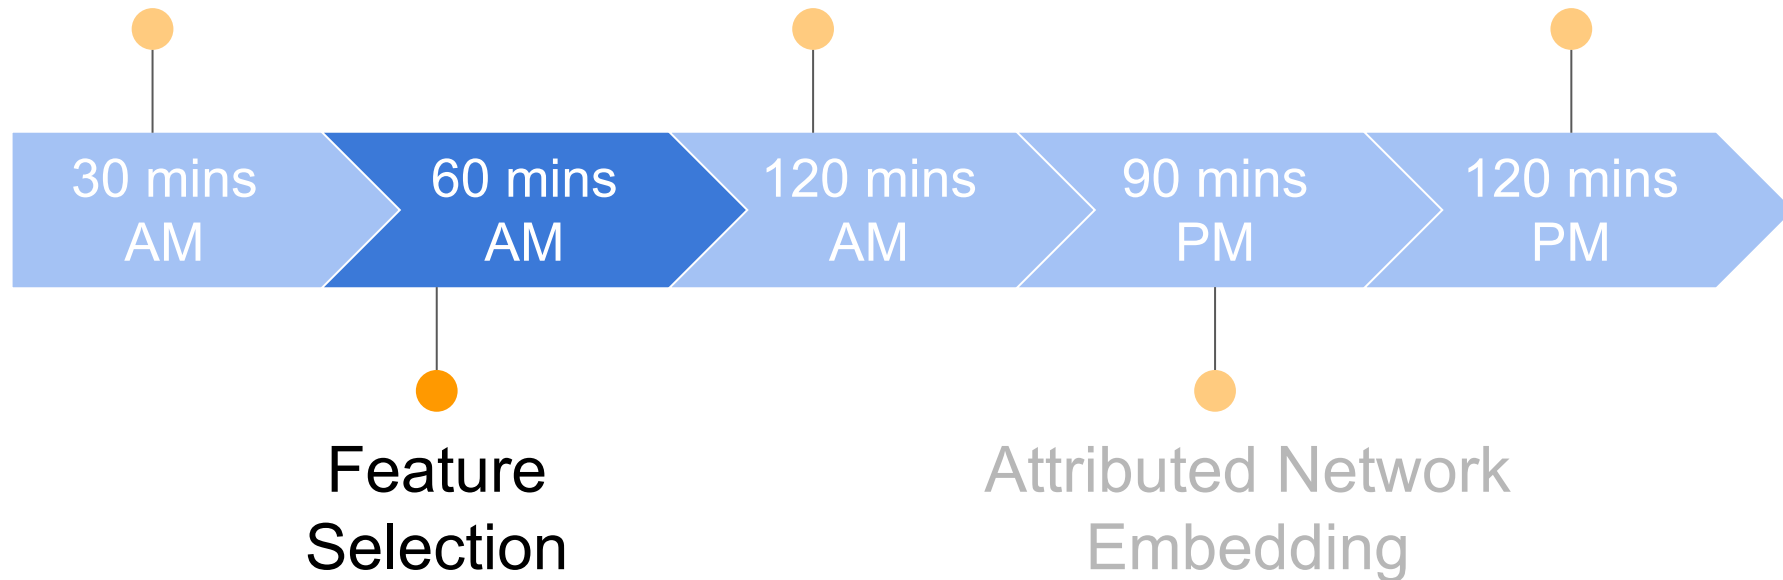 30 mins
AM
60 mins
AM
120 mins
AM
90 mins
PM
120 mins
PM
Feature
Selection
Attributed Network
Embedding